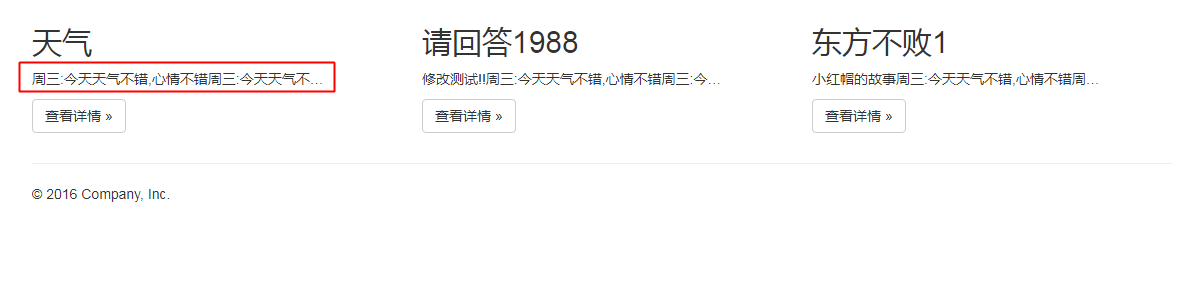 天气
周三:今天天气不错,心情不错周三:今天天气不…
查看详情 »
请回答1988
修改测试!!周三:今天天气不错,心情不错周三:今…
查看详情 »
东方不败1
小红帽的故事周三:今天天气不错,心情不错周…
查看详情 »
© 2016 Company, Inc.